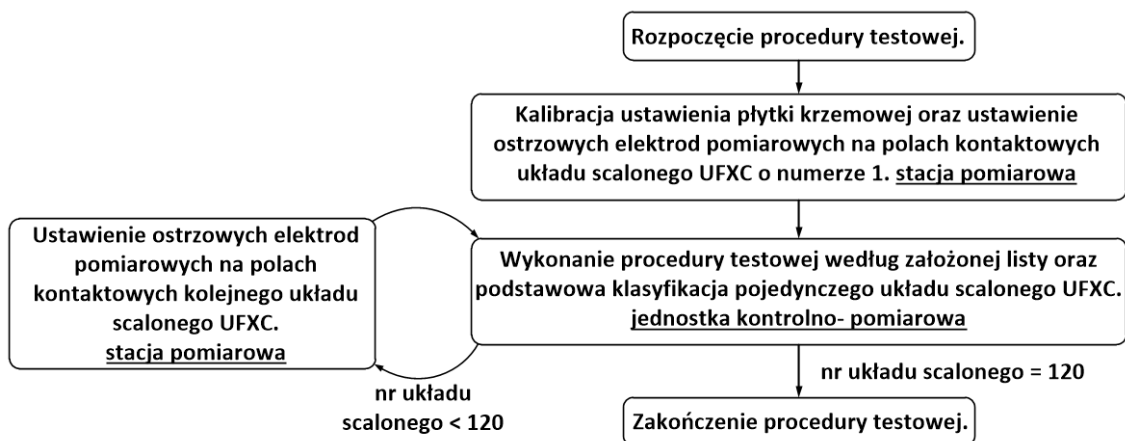 Rozpoczęcie procedury testowej.
Kalibracja ustawienia płytki krzemowej oraz ustawienie
ostrzowych elektrod pomiarowych na polach kontaktowych
układu scalonego UFXC o numerze 1. stacja pomiarowa
Ustawienie ostrzowych elektrod
pomiarowych na polach
kontaktowych kolejnego układu
scalonego UFXC.
stacja pomiarowa
Wykonanie procedury testowej według założonej listy oraz
podstawowa klasyfikacja pojedynczego układu scalonego UFXC.
jednostka kontrolno- pomiarowa
nr układu
scalonego < 120
nr układu scalonego = 120
Zakończenie procedury testowej.